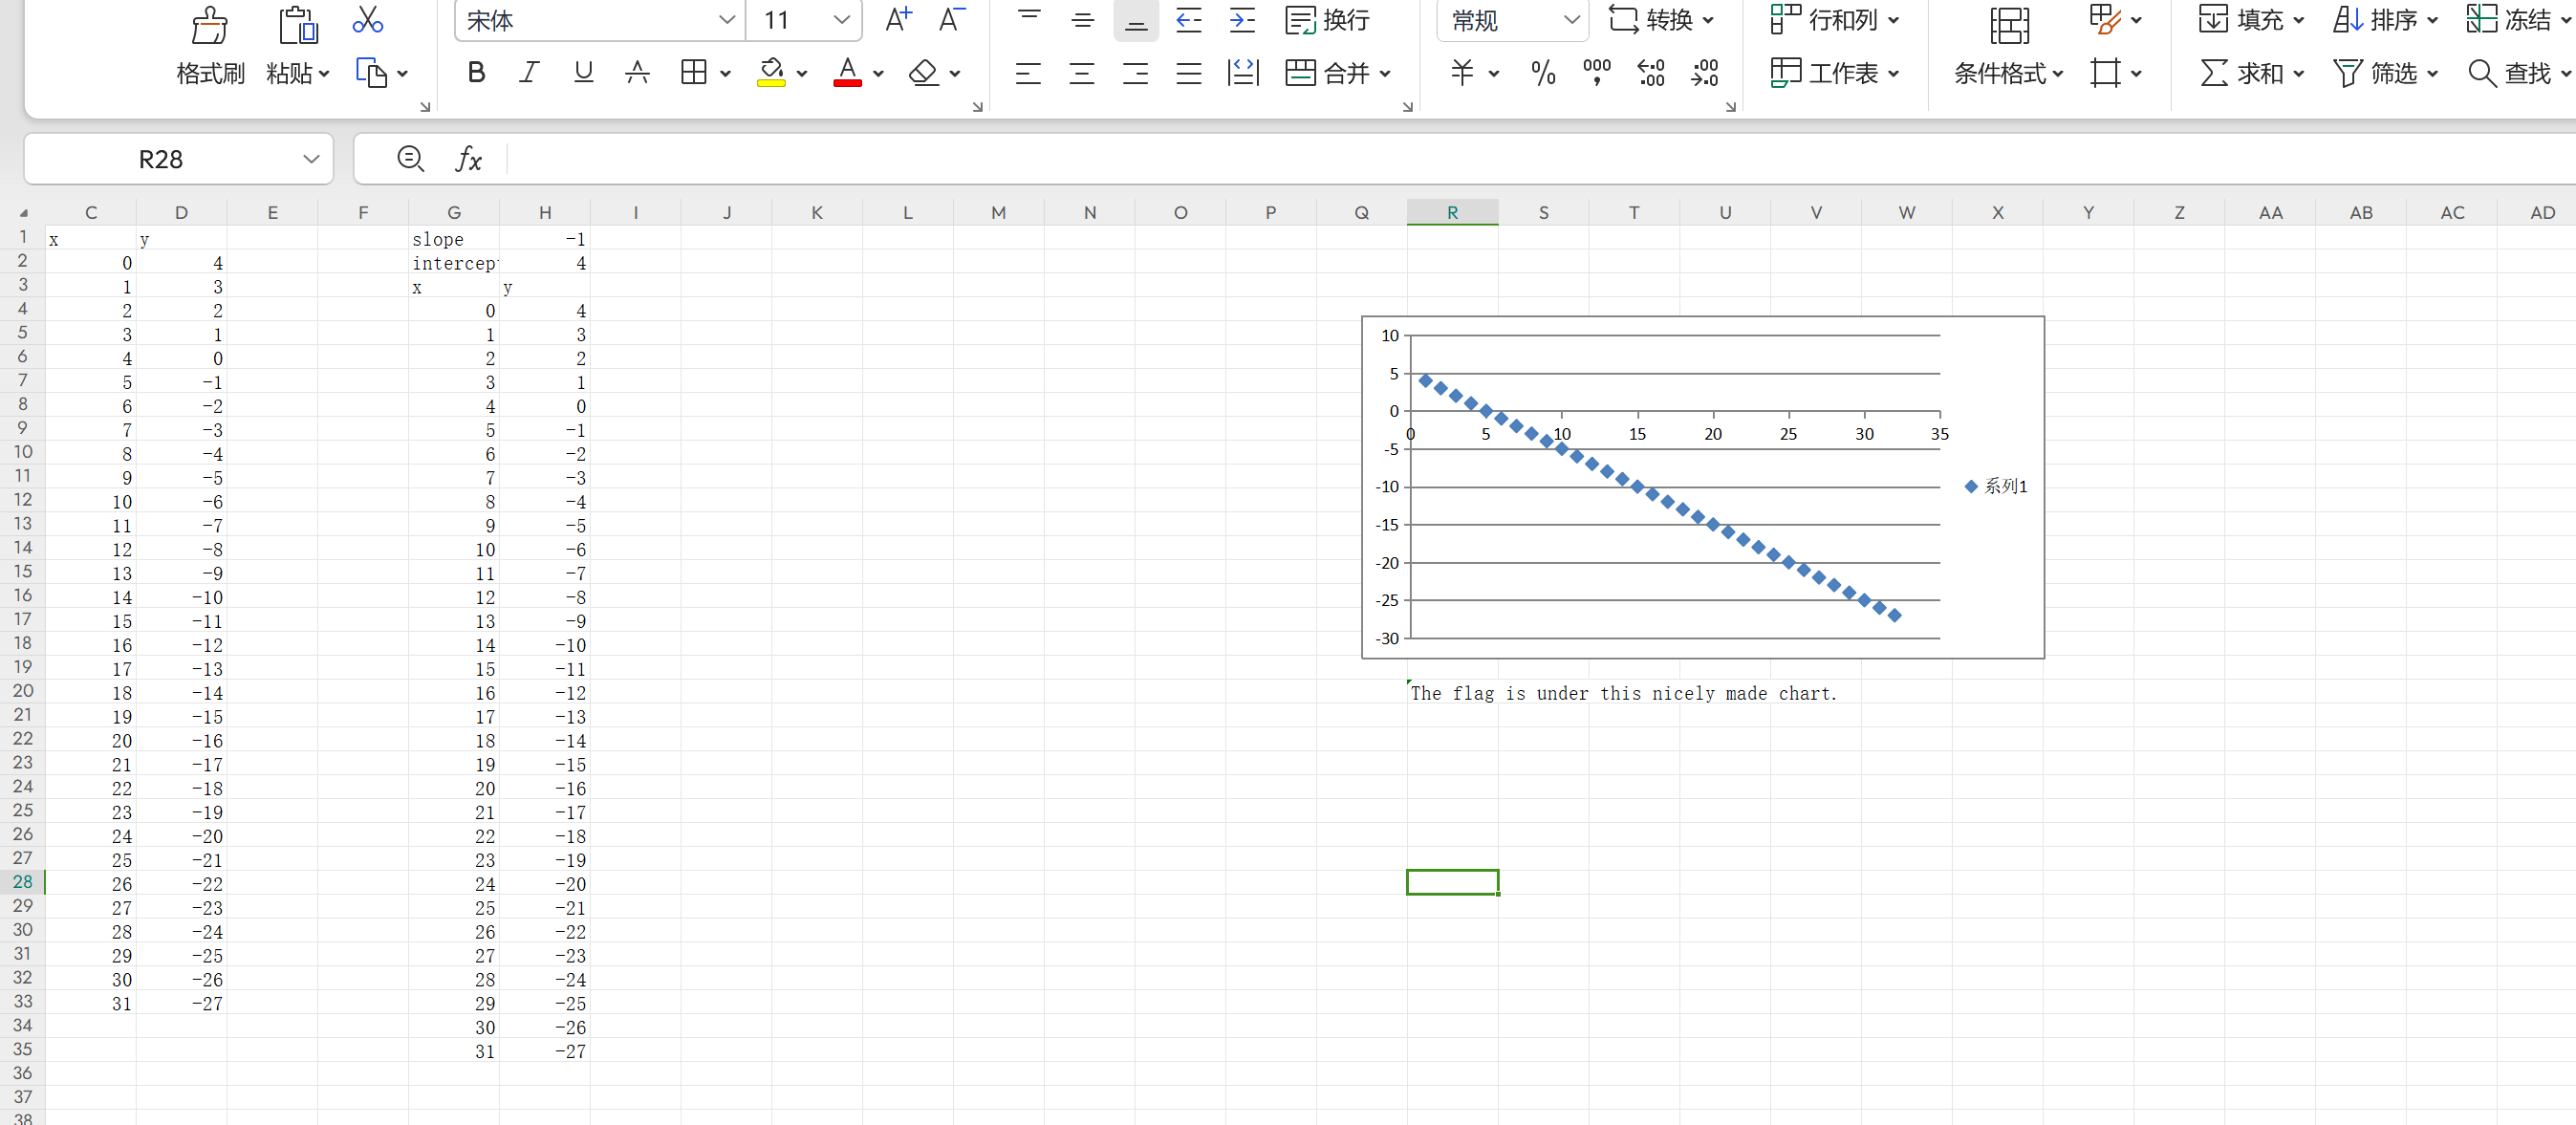 宋体 11 换行 常规 转换 行和列 填充 排序 冻结
格式刷 粘贴 B I U A A 合并 ¥ % 000 , ←.0 .00 →.0 .00 工作表 条件格式 求和 筛选 查找
R28 fx
C D E F G H I J K L M N O P Q R S T U V W X Y Z AA AB AC AD
1 x y slope -1
2 0 4 intercep 4
3 1 3 x y
4 2 2 0 4
5 3 1 1 3
6 4 0 2 2
7 5 -1 3 1
8 6 -2 4 0
9 7 -3 5 -1
10 8 -4 6 -2
11 9 -5 7 -3
12 10 -6 8 -4
13 11 -7 9 -5
14 12 -8 10 -6
15 13 -9 11 -7
16 14 -10 12 -8
17 15 -11 13 -9
18 16 -12 14 -10
19 17 -13 15 -11
20 18 -14 16 -12 The flag is under this nicely made chart.
21 19 -15 17 -13
22 20 -16 18 -14
23 21 -17 19 -15
24 22 -18 20 -16
25 23 -19 21 -17
26 24 -20 22 -18
27 25 -21 23 -19
28 26 -22 24 -20
29 27 -23 25 -21
30 28 -24 26 -22
31 29 -25 27 -23
32 30 -26 28 -24
33 31 -27 29 -25
34 30 -26
35 31 -27
36
37
38
10
5
0
0 5 10 15 20 25 30 35
-5
-10 系列1
-15
-20
-25
-30